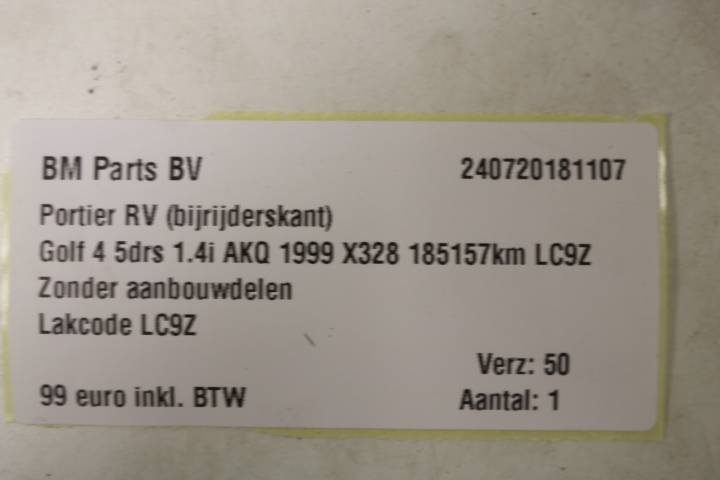 BM Parts BV 240720181107
Portier RV (bijrijderskant)
Golf 4 5drs 1.4i AKQ 1999 X328 185157km LC9Z
Zonder aanbouwdelen
Lakcode LC9Z
Verz: 50
99 euro inkl. BTW Aantal: 1